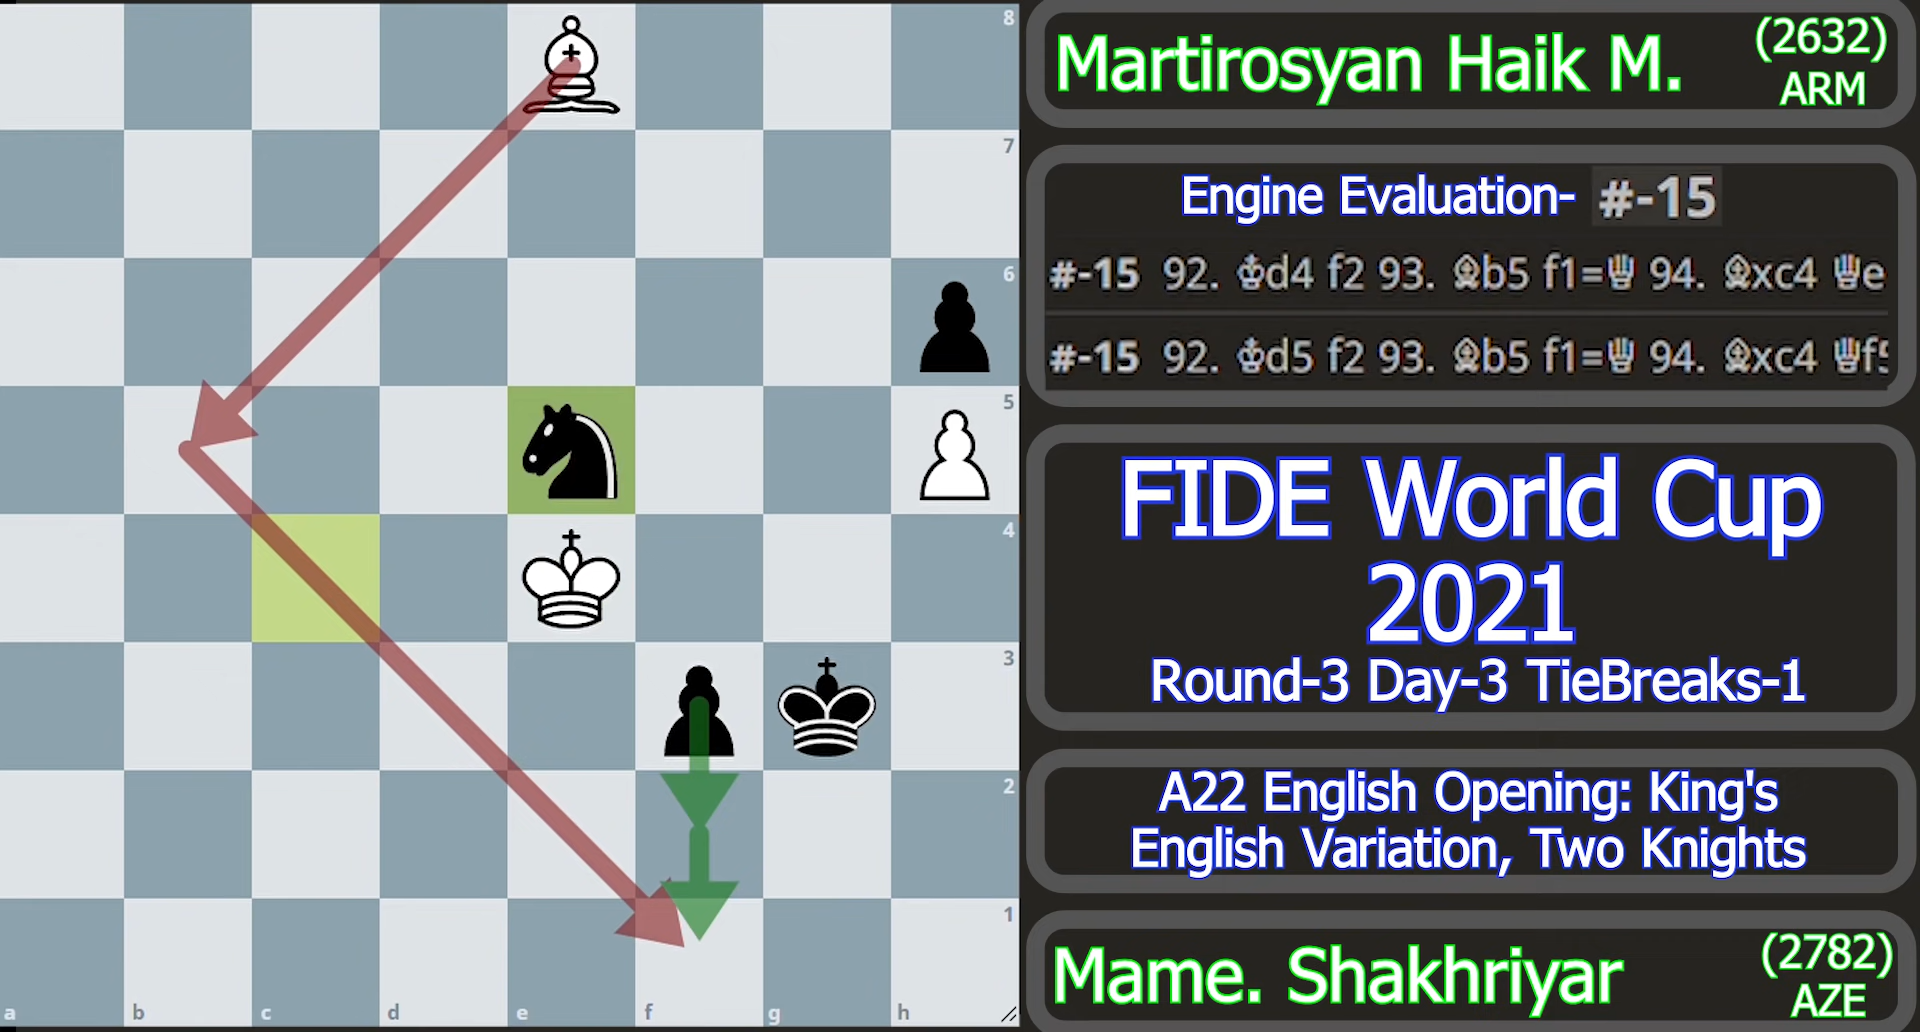 8
7
6
5
4
3
2
1
a b c d e f g h
Martirosyan Haik M. (2632)
ARM
Engine Evaluation- #-15
#-15 92. ♔d4 f2 93. ♗b5 f1=♕ 94. ♗xc4 ♕e
#-15 92. ♔d5 f2 93. ♗b5 f1=♕ 94. ♗xc4 ♕f5
FIDE World Cup
2021
Round-3 Day-3 TieBreaks-1
A22 English Opening: King's
English Variation, Two Knights
Mame. Shakhriyar (2782)
AZE